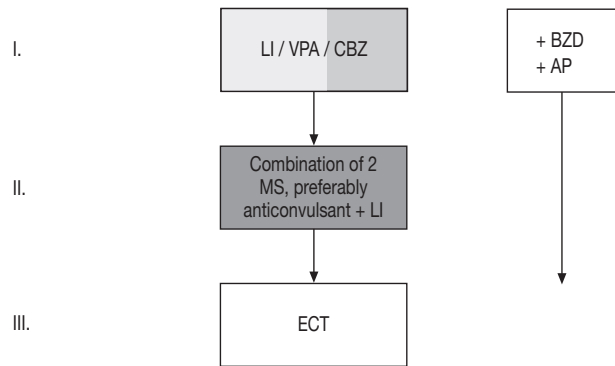 I.
LI / VPA / CBZ
+ BZD
+ AP
II.
Combination of 2
MS, preferably
anticonvulsant + LI
III.
ECT